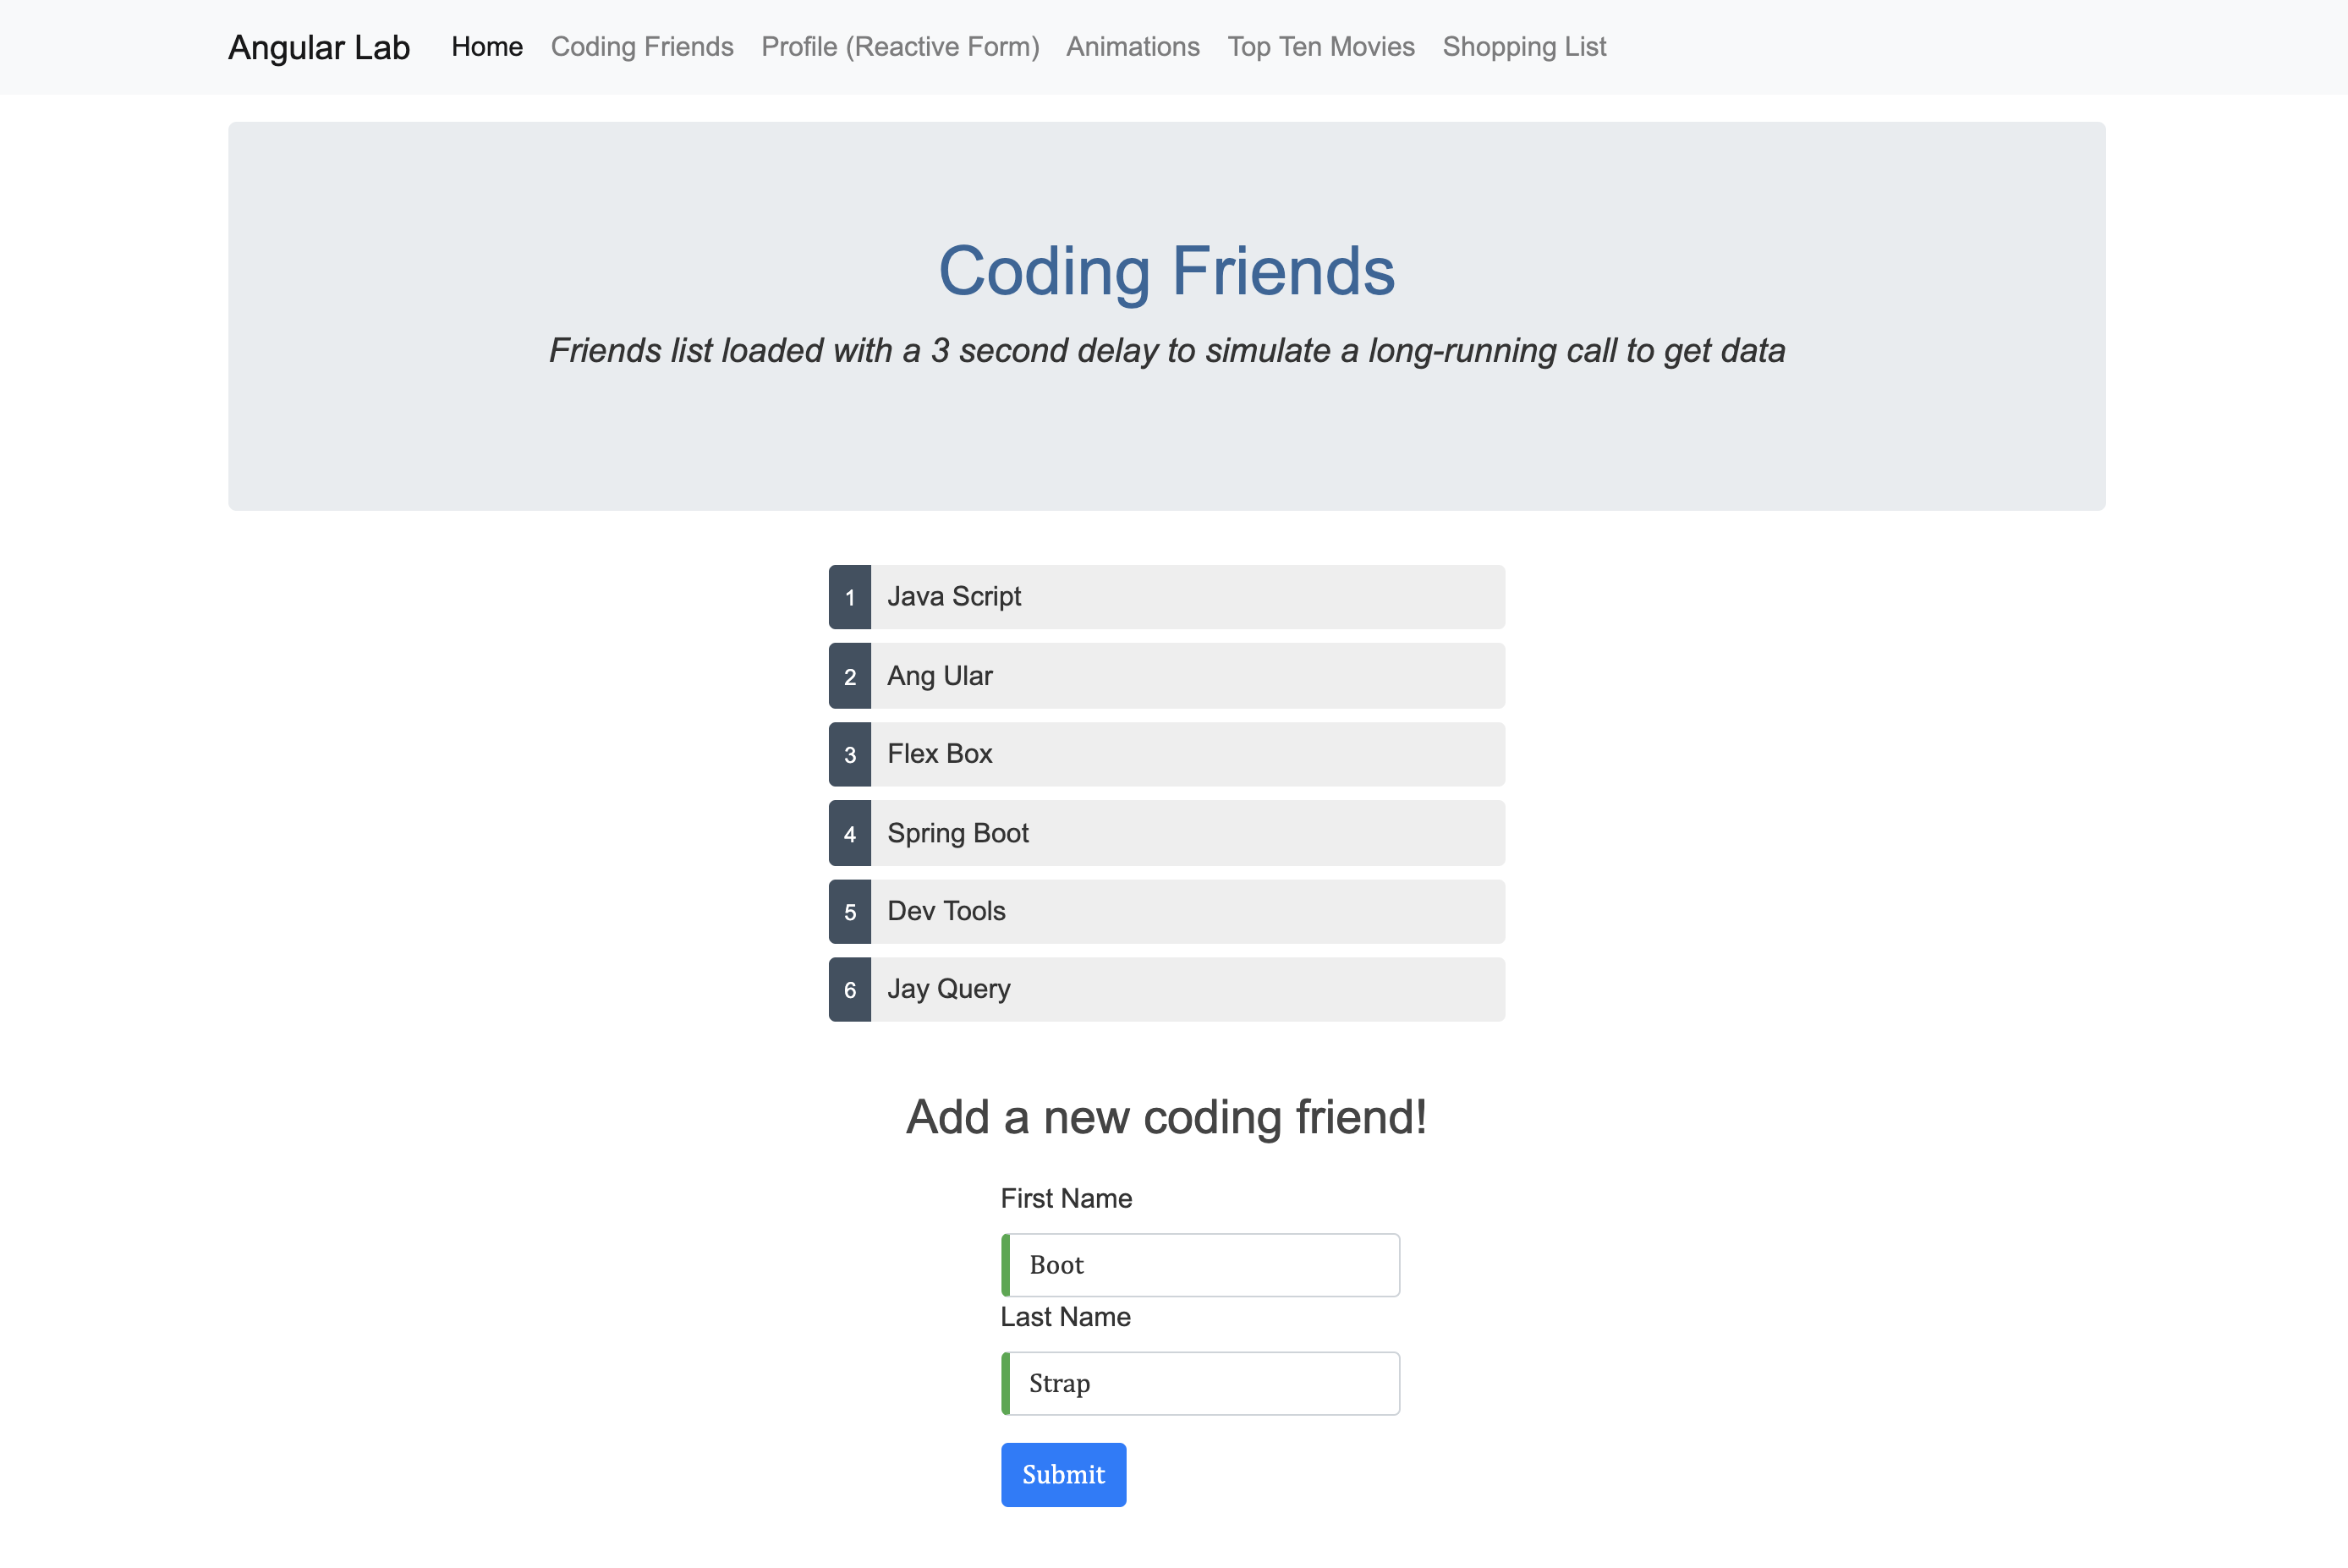 Angular Lab Home Coding Friends Profile (Reactive Form) Animations Top Ten Movies Shopping List
Coding Friends
Friends list loaded with a 3 second delay to simulate a long-running call to get data
1 Java Script
2 Ang Ular
3 Flex Box
4 Spring Boot
5 Dev Tools
6 Jay Query
Add a new coding friend!
First Name
Boot
Last Name
Strap
Submit